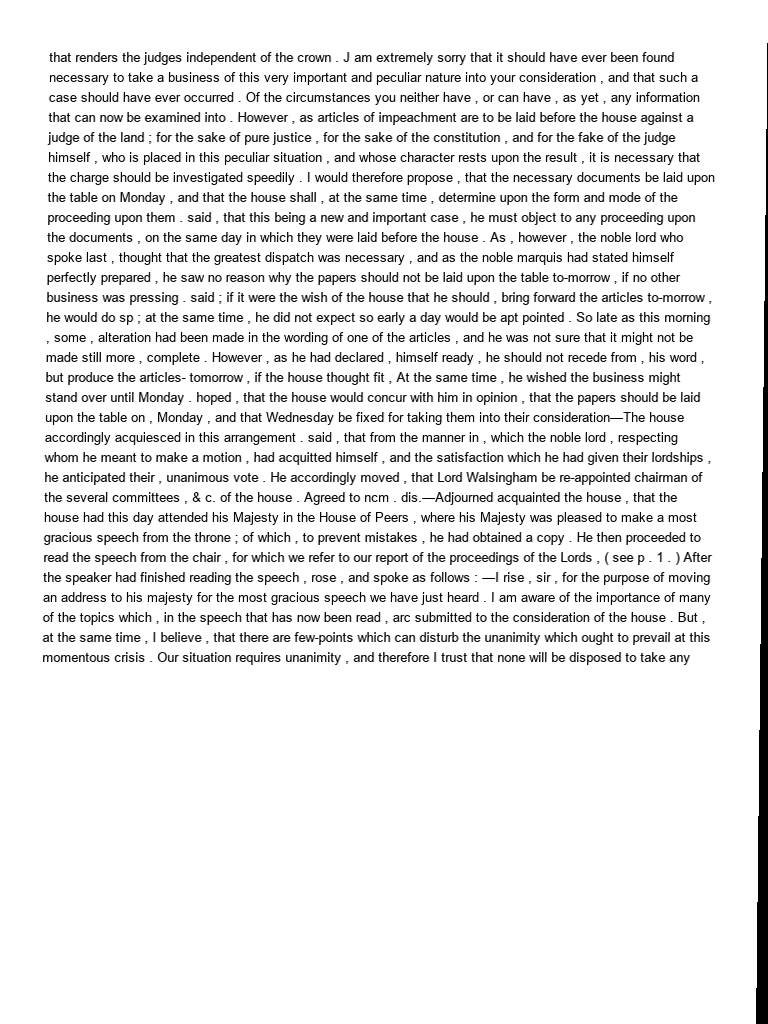 that renders the judges independent of the crown . J am extremely sorry that it should have ever been found
necessary to take a business of this very important and peculiar nature into your consideration , and that such a
case should have ever occurred . Of the circumstances you neither have , or can have , as yet , any information
that can now be examined into . However , as articles of impeachment are to be laid before the house against a
judge of the land ; for the sake of pure justice , for the sake of the constitution , and for the fake of the judge
himself , who is placed in this peculiar situation , and whose character rests upon the result , it is necessary that
the charge should be investigated speedily . I would therefore propose , that the necessary documents be laid upon
the table on Monday , and that the house shall , at the same time , determine upon the form and mode of the
proceeding upon them . said , that this being a new and important case , he must object to any proceeding upon
the documents , on the same day in which they were laid before the house . As , however , the noble lord who
spoke last , thought that the greatest dispatch was necessary , and as the noble marquis had stated himself
perfectly prepared , he saw no reason why the papers should not be laid upon the table to-morrow , if no other
business was pressing . said ; if it were the wish of the house that he should , bring forward the articles to-morrow ,
he would do sp ; at the same time , he did not expect so early a day would be apt pointed . So late as this morning
, some , alteration had been made in the wording of one of the articles , and he was not sure that it might not be
made still more , complete . However , as he had declared , himself ready , he should not recede from , his word ,
but produce the articles- tomorrow , if the house thought fit , At the same time , he wished the business might
stand over until Monday . hoped , that the house would concur with him in opinion , that the papers should be laid
upon the table on , Monday , and that Wednesday be fixed for taking them into their consideration—The house
accordingly acquiesced in this arrangement . said , that from the manner in , which the noble lord , respecting
whom he meant to make a motion , had acquitted himself , and the satisfaction which he had given their lordships ,
he anticipated their , unanimous vote . He accordingly moved , that Lord Walsingham be re-appointed chairman of
the several committees , & c. of the house . Agreed to ncm . dis.—Adjourned acquainted the house , that the
house had this day attended his Majesty in the House of Peers , where his Majesty was pleased to make a most
gracious speech from the throne ; of which , to prevent mistakes , he had obtained a copy . He then proceeded to
read the speech from the chair , for which we refer to our report of the proceedings of the Lords , ( see p . 1 . ) After
the speaker had finished reading the speech , rose , and spoke as follows : —I rise , sir , for the purpose of moving
an address to his majesty for the most gracious speech we have just heard . I am aware of the importance of many
of the topics which , in the speech that has now been read , arc submitted to the consideration of the house . But ,
at the same time , I believe , that there are few-points which can disturb the unanimity which ought to prevail at this
momentous crisis . Our situation requires unanimity , and therefore I trust that none will be disposed to take any